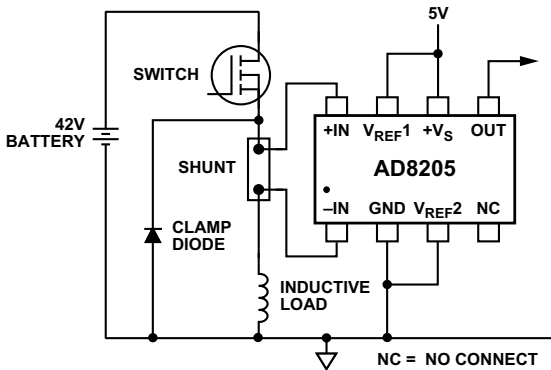 5V
SWITCH
42V
BATTERY
+IN VREF1 +VS OUT
SHUNT
AD8205
–IN GND VREF2 NC
CLAMP
DIODE
INDUCTIVE
LOAD
NC = NO CONNECT